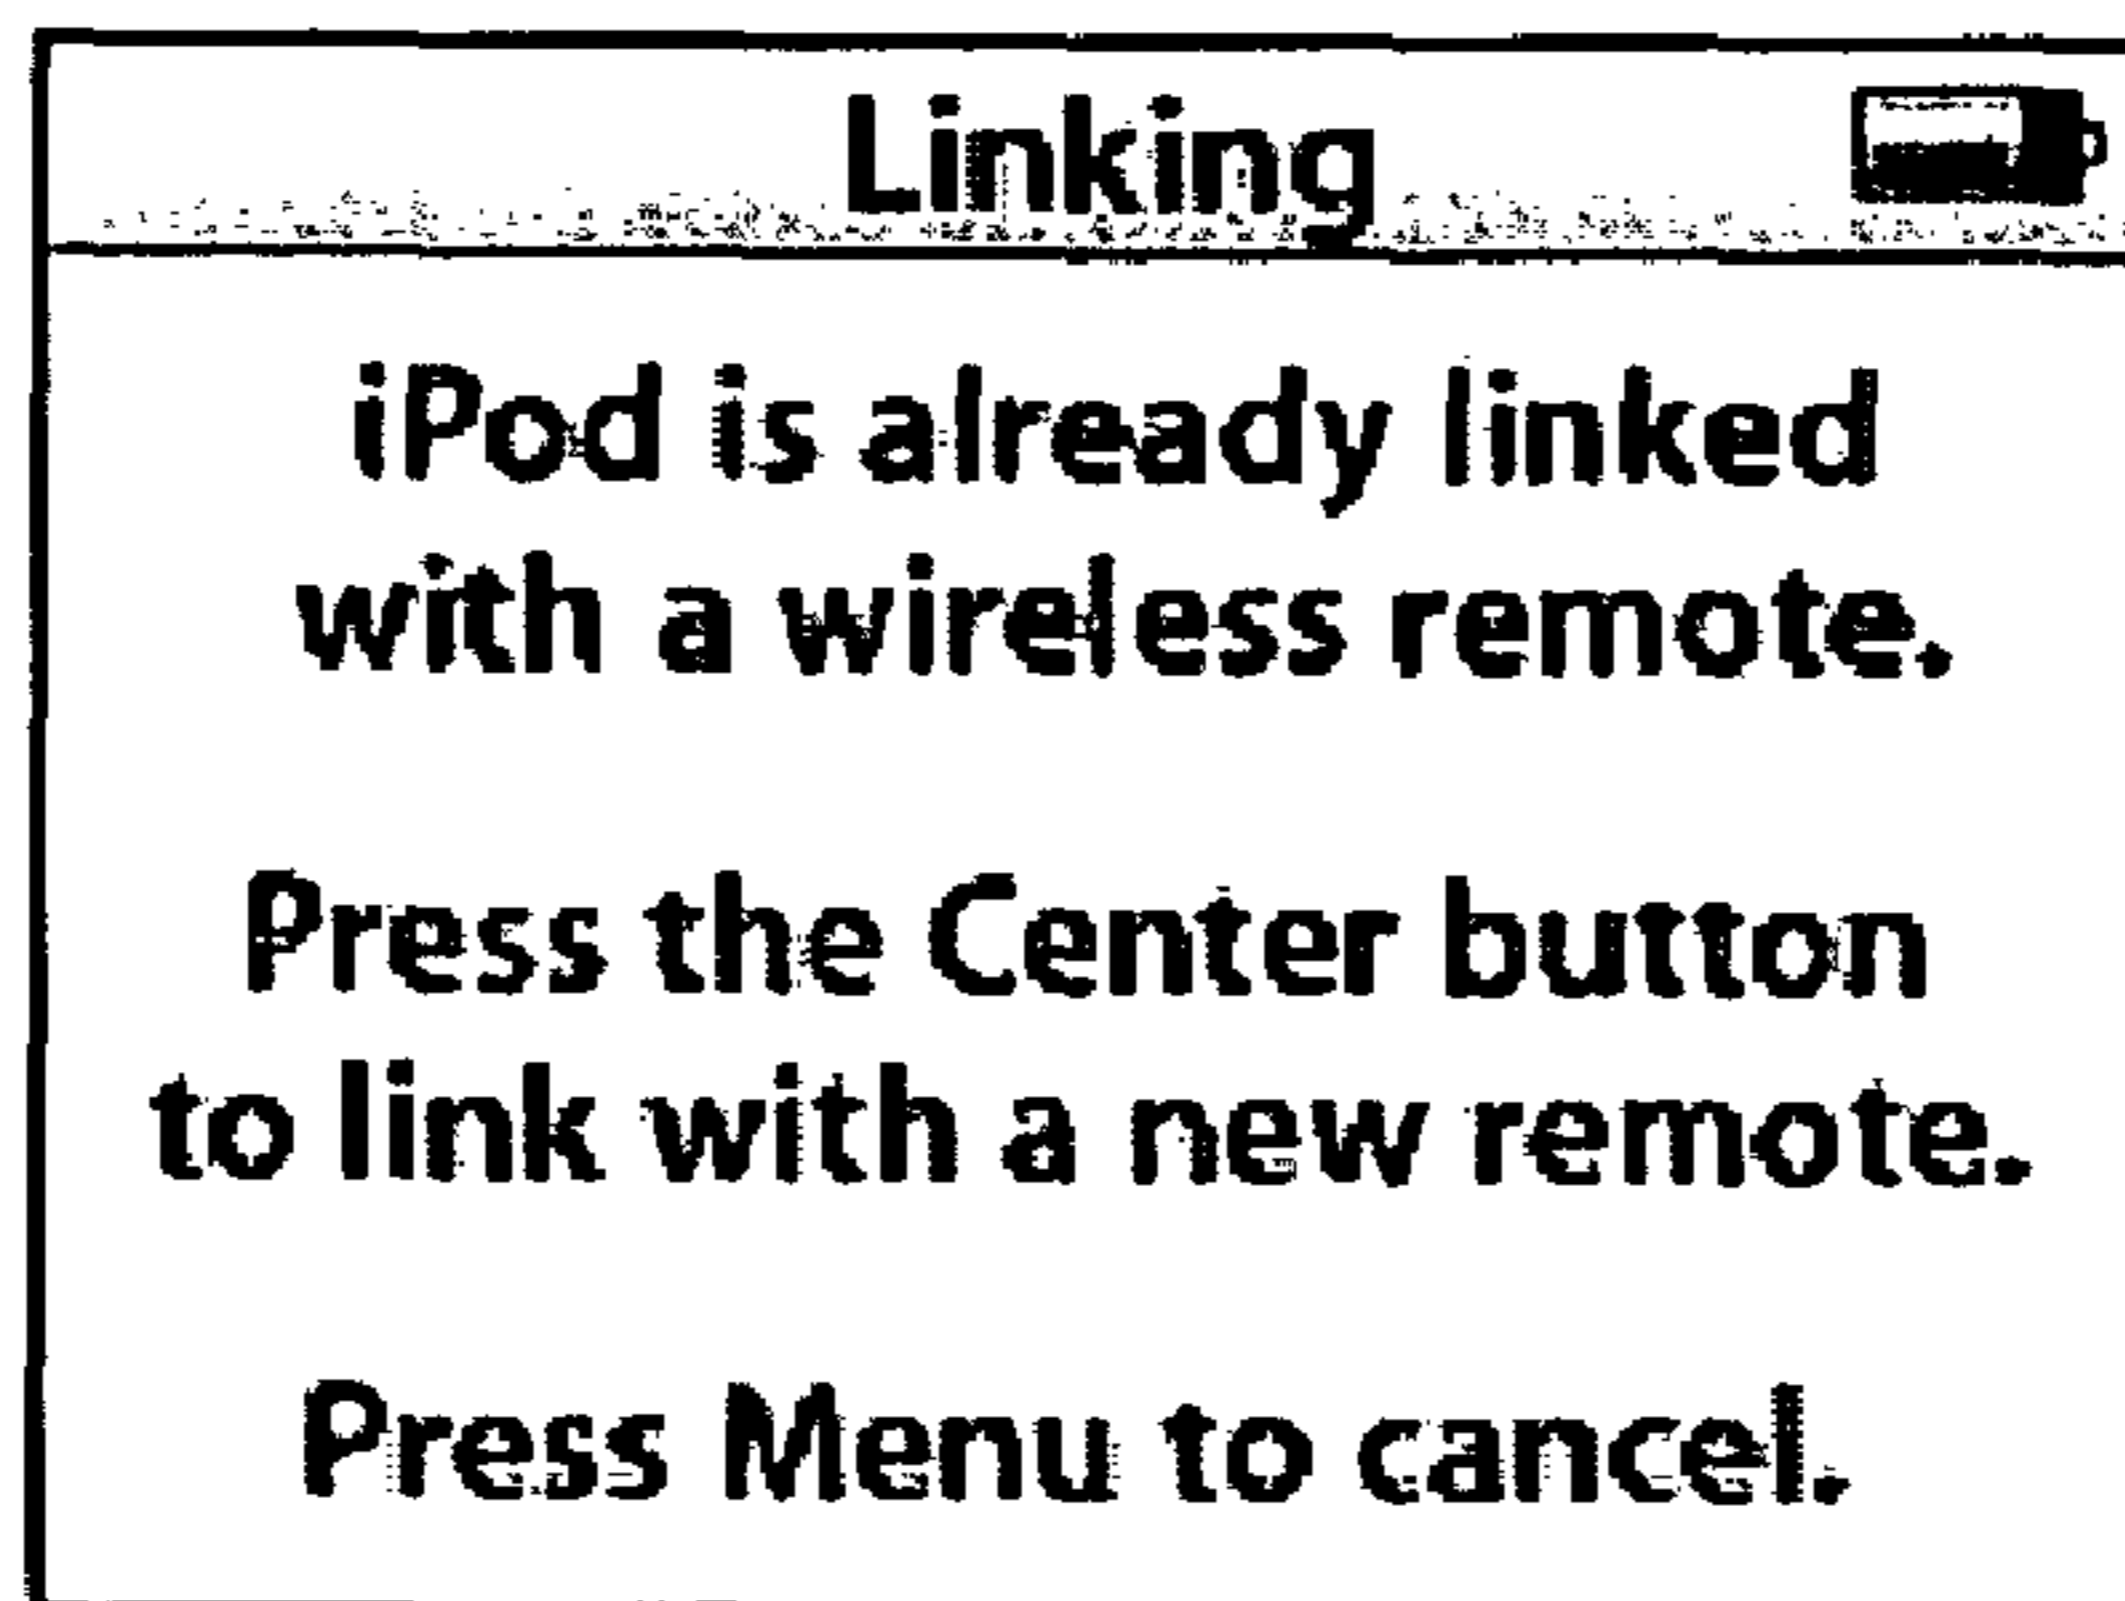 Linking
iPod is already linked
with a wireless remote.
Press the Center button
to link with a new remote.
Press Menu to cancel.